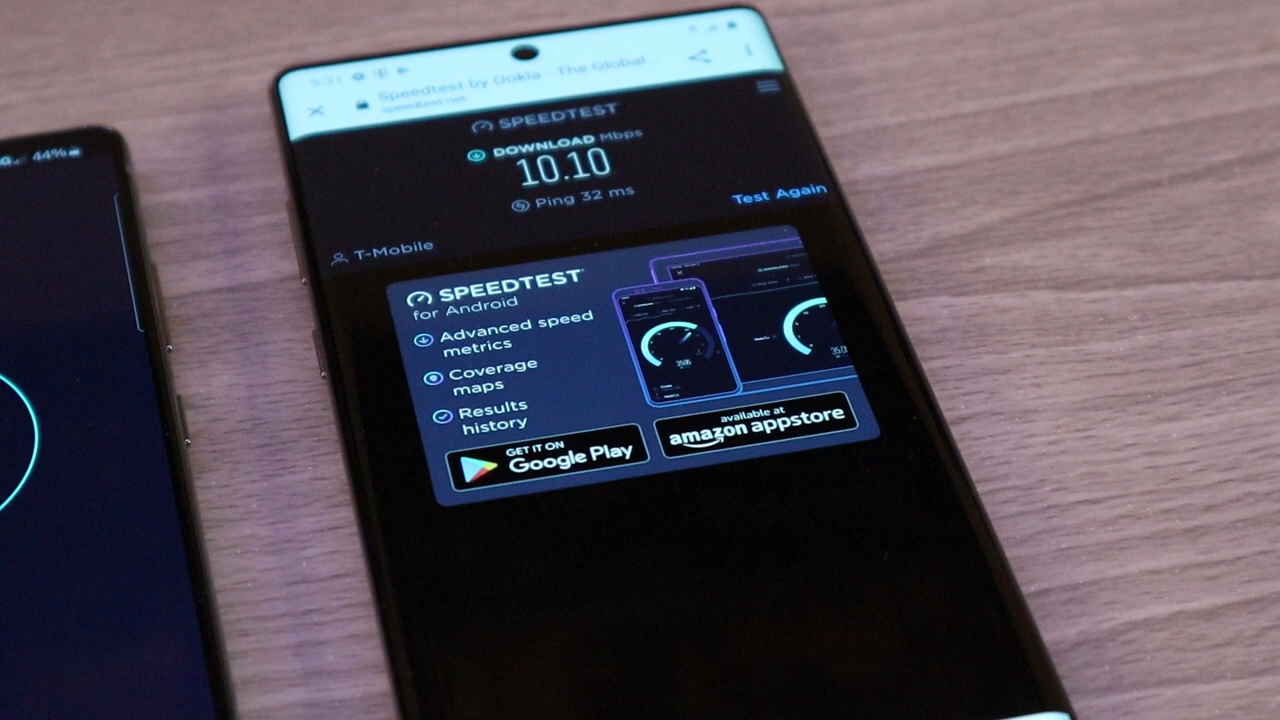 G 44%
5:31
Speedtest by Ookla - The Global...
speedtest.net
SPEEDTEST
DOWNLOAD Mbps
10.10
Ping 32 ms
Test Again
T-Mobile
SPEEDTEST
for Android
Advanced speed
metrics
Coverage
maps
Results
history
GET IT ON
Google Play
available at
amazon appstore